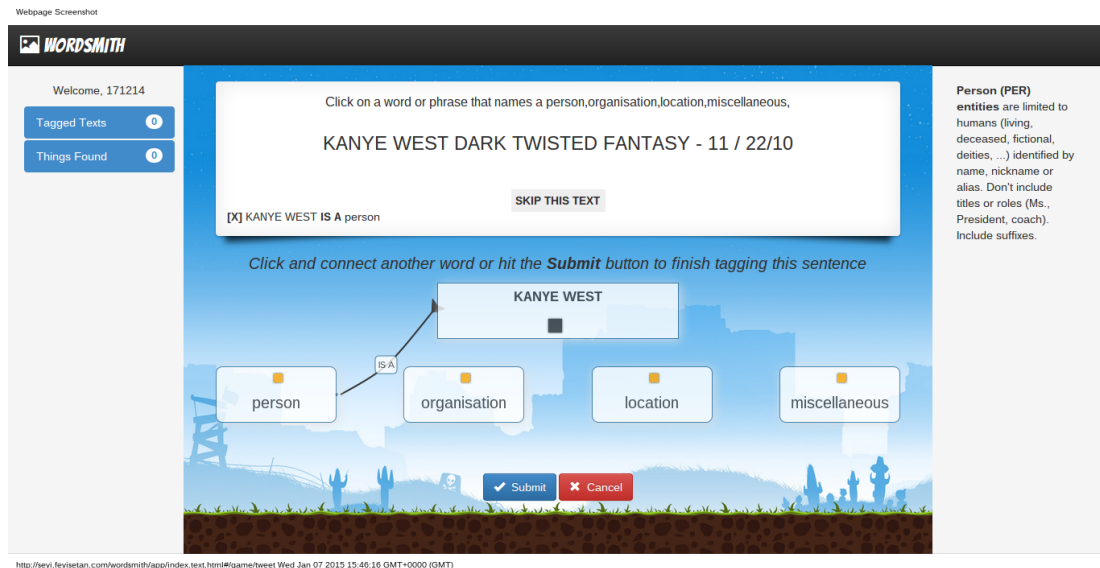 Webpage Screenshot
WORDSMITH
Welcome, 171214
Tagged Texts 0
Things Found 0
Click on a word or phrase that names a person,organisation,location,miscellaneous,
KANYE WEST DARK TWISTED FANTASY - 11 / 22/10
SKIP THIS TEXT
[X] KANYE WEST IS A person
Click and connect another word or hit the Submit button to finish tagging this sentence
KANYE WEST
IS A
person
organisation
location
miscellaneous
Submit
Cancel
Person (PER)
entities are limited to
humans (living,
deceased, fictional,
deities, ...) identified by
name, nickname or
alias. Don't include
titles or roles (Ms.,
President, coach).
Include suffixes.
http://seyi.feyisetan.com/wordsmith/app/index.text.html#/game/tweet Wed Jan 07 2015 15:46:16 GMT+0000 (GMT)